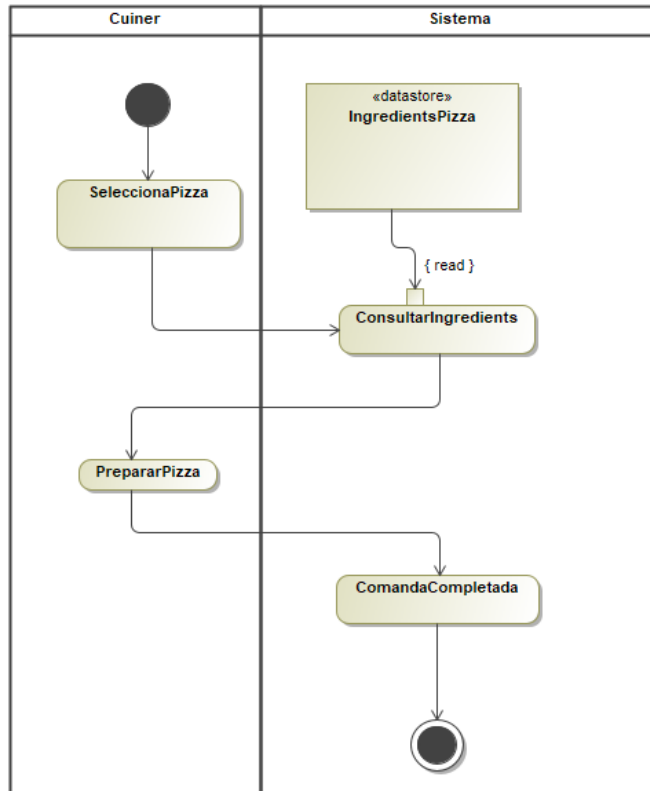 Cuiner
Sistema
«datastore»
IngredientsPizza
SeleccionaPizza
{ read }
ConsultarIngredients
PrepararPizza
ComandaCompletada